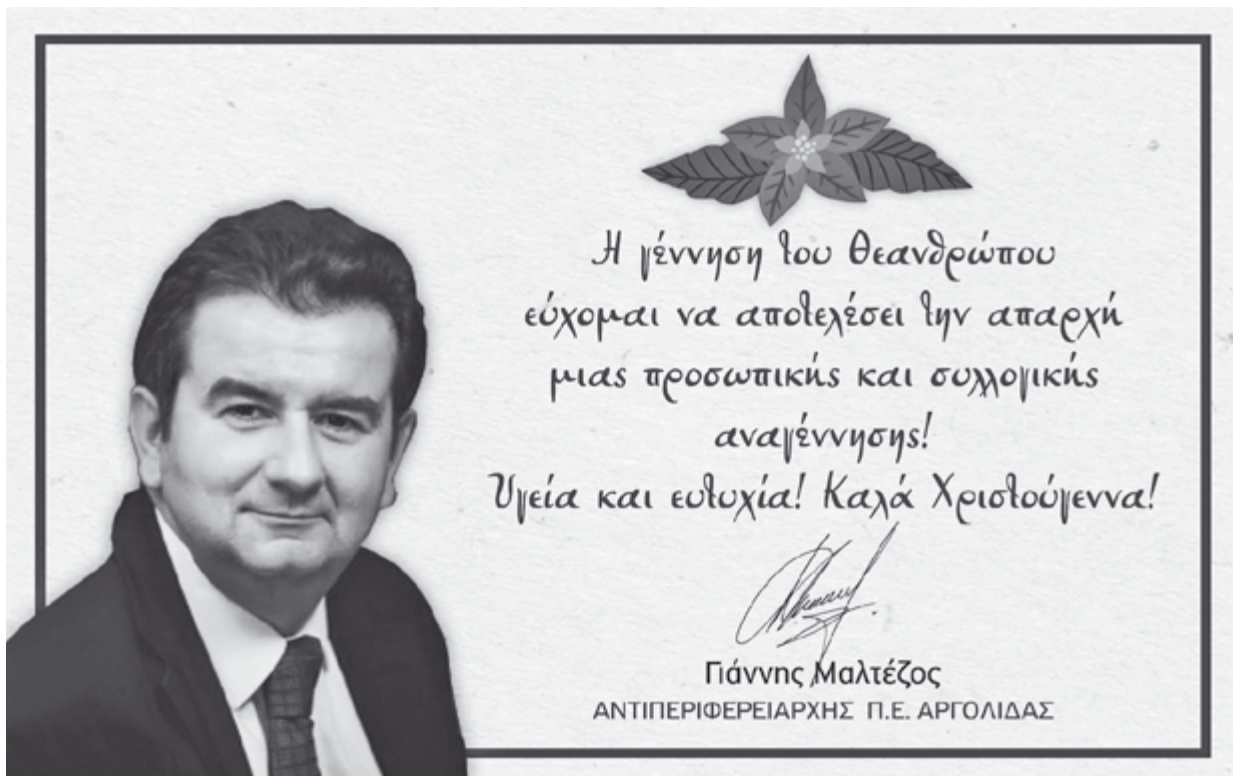 Η γέννηση του Θεανθρώπου
εύχομαι να αποτελέσει την απαρχή
μιας προσωπικής και συλλογικής
αναγέννησης!
Υγεία και ευτυχία! Καλά Χριστούγεννα!
Γιάννης Μαλτέζος
ΑΝΤΙΠΕΡΙΦΕΡΕΙΑΡΧΗΣ Π.Ε. ΑΡΓΟΛΙΔΑΣ